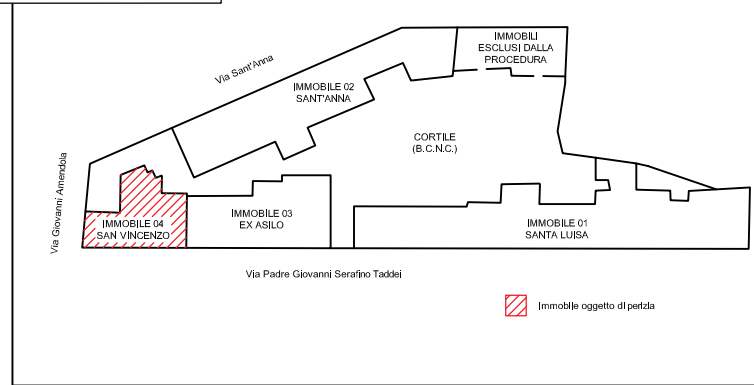 IMMOBILI
ESCLUSI DALLA
PROCEDURA
Via Sant'Anna
IMMOBILE 02
SANT'ANNA
CORTILE
(B.C.N.C.)
Via Giovanni Amendola
IMMOBILE 04
SAN VINCENZO
IMMOBILE 03
EX ASILO
IMMOBILE 01
SANTA LUISA
Via Padre Giovanni Serafino Taddei
Immobile oggetto di perizia